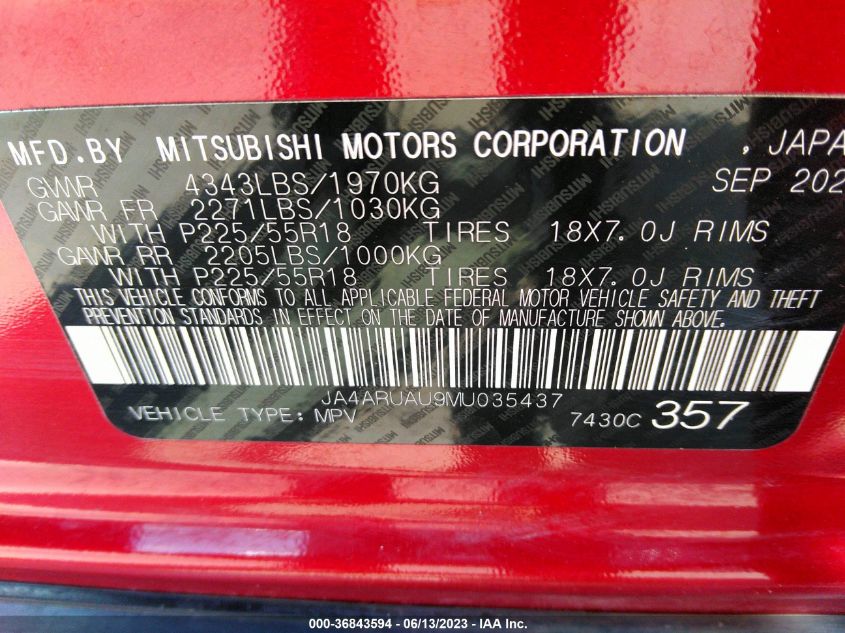 MFD.BY MITSUBISHI MOTORS CORPORATION , JAPA
GVWR 4343LBS/1970KG SEP 202
GAWR FR 2271LBS/1030KG
WITH P225/55R18 TIRES 18X7.0J RIMS
GAWR RR 2205LBS/1000KG
WITH P225/55R18 TIRES 18X7.0J RIMS
THIS VEHICLE CONFORMS TO ALL APPLICABLE FEDERAL MOTOR VEHICLE SAFETY AND THEFT
PREVENTION STANDARDS IN EFFECT ON THE DATE OF MANUFACTURE SHOWN ABOVE.
JA4ARUAU9MU035437
VEHICLE TYPE: MPV 7430C 357
000-36843594 - 06/13/2023 - IAA Inc.